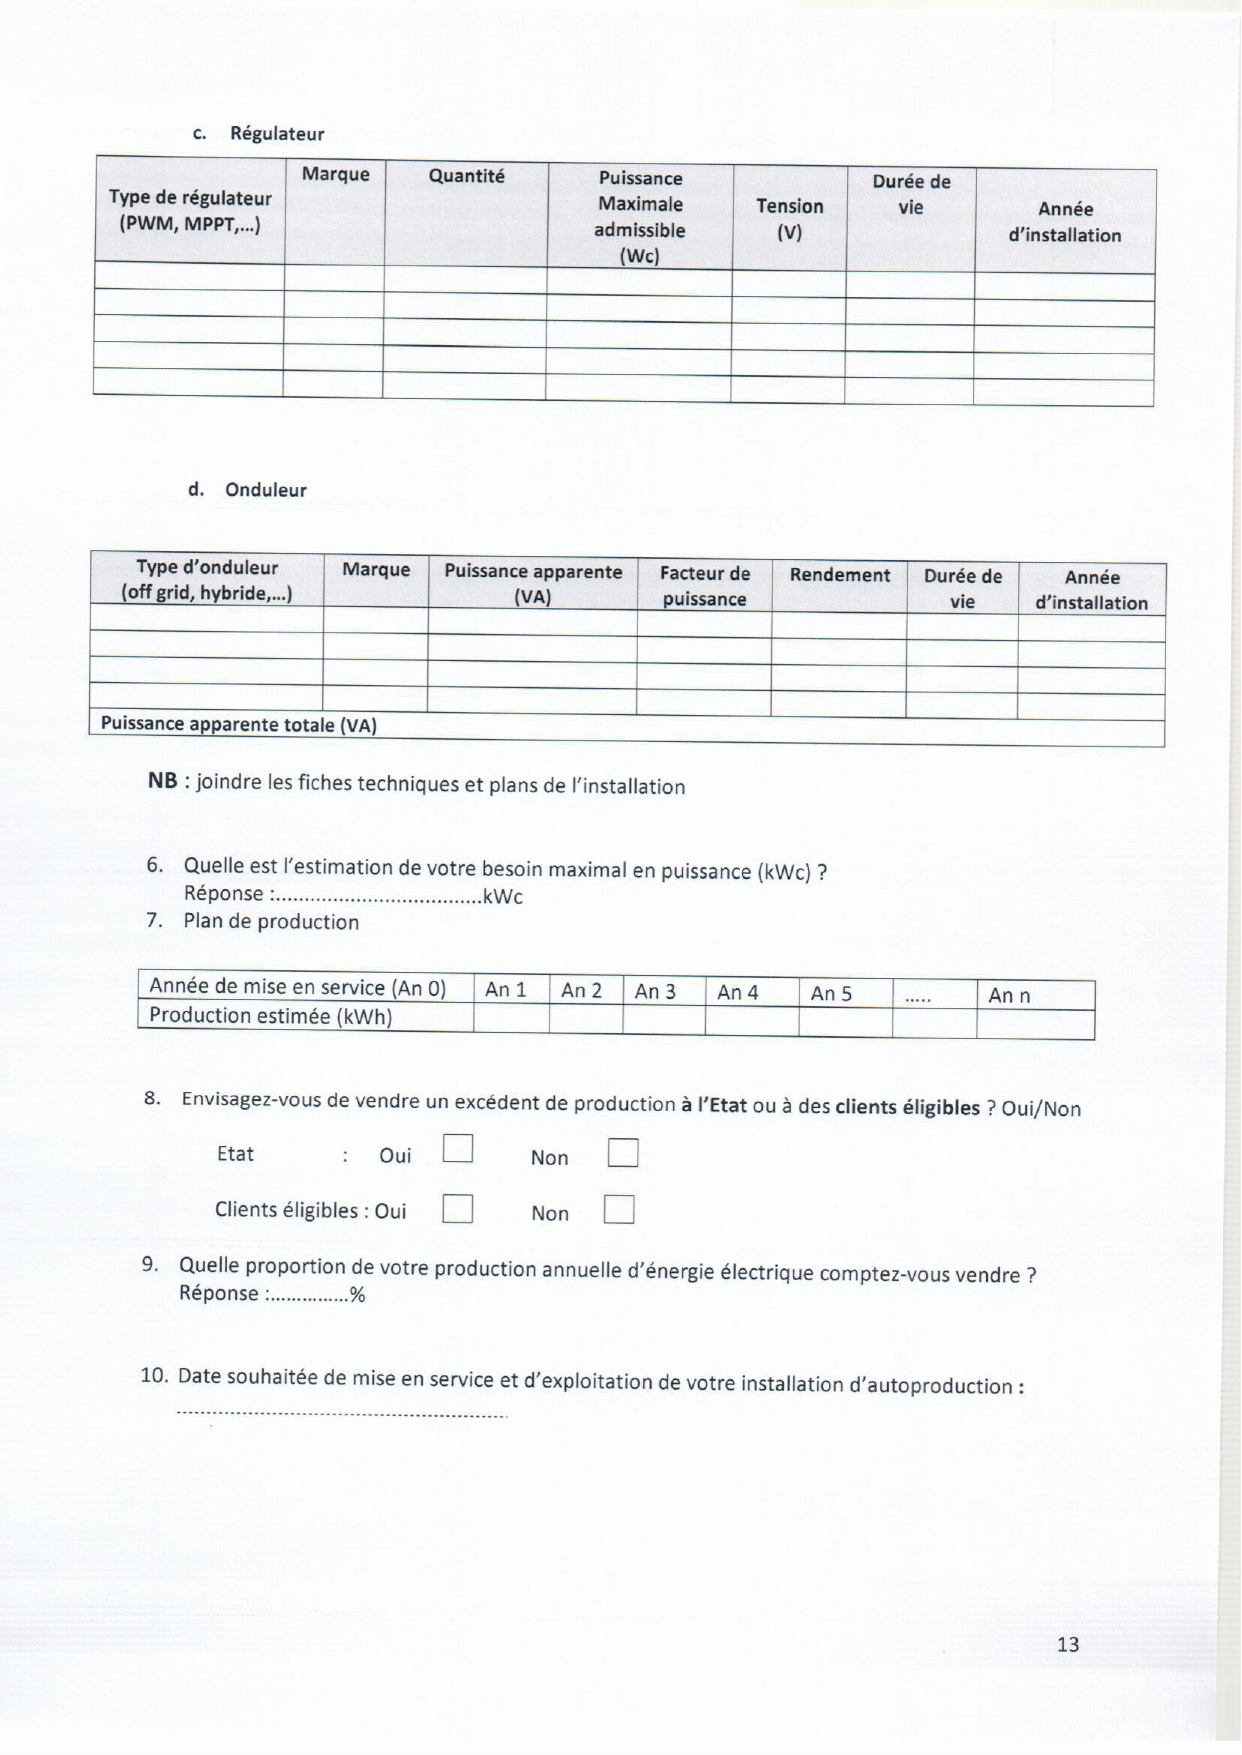 c. Régulateur
Type de régulateur (PWM, MPPT,...) Marque Quantité Puissance Maximale admissible (Wc) Tension (V) Durée de vie Année d'installation
d. Onduleur
Type d'onduleur (off grid, hybride,...) Marque Puissance apparente (VA) Facteur de puissance Rendement Durée de vie Année d'installation
Puissance apparente totale (VA)
NB : joindre les fiches techniques et plans de l'installation
6. Quelle est l'estimation de votre besoin maximal en puissance (kWc) ?
Réponse :....................................kWc
7. Plan de production
Année de mise en service (An 0) An 1 An 2 An 3 An 4 An 5 ..... An n
Production estimée (kWh)
8. Envisagez-vous de vendre un excédent de production à l'Etat ou à des clients éligibles ? Oui/Non
Etat : Oui Non
Clients éligibles : Oui Non
9. Quelle proportion de votre production annuelle d'énergie électrique comptez-vous vendre ?
Réponse :...............%
10. Date souhaitée de mise en service et d'exploitation de votre installation d'autoproduction :
................................................
13